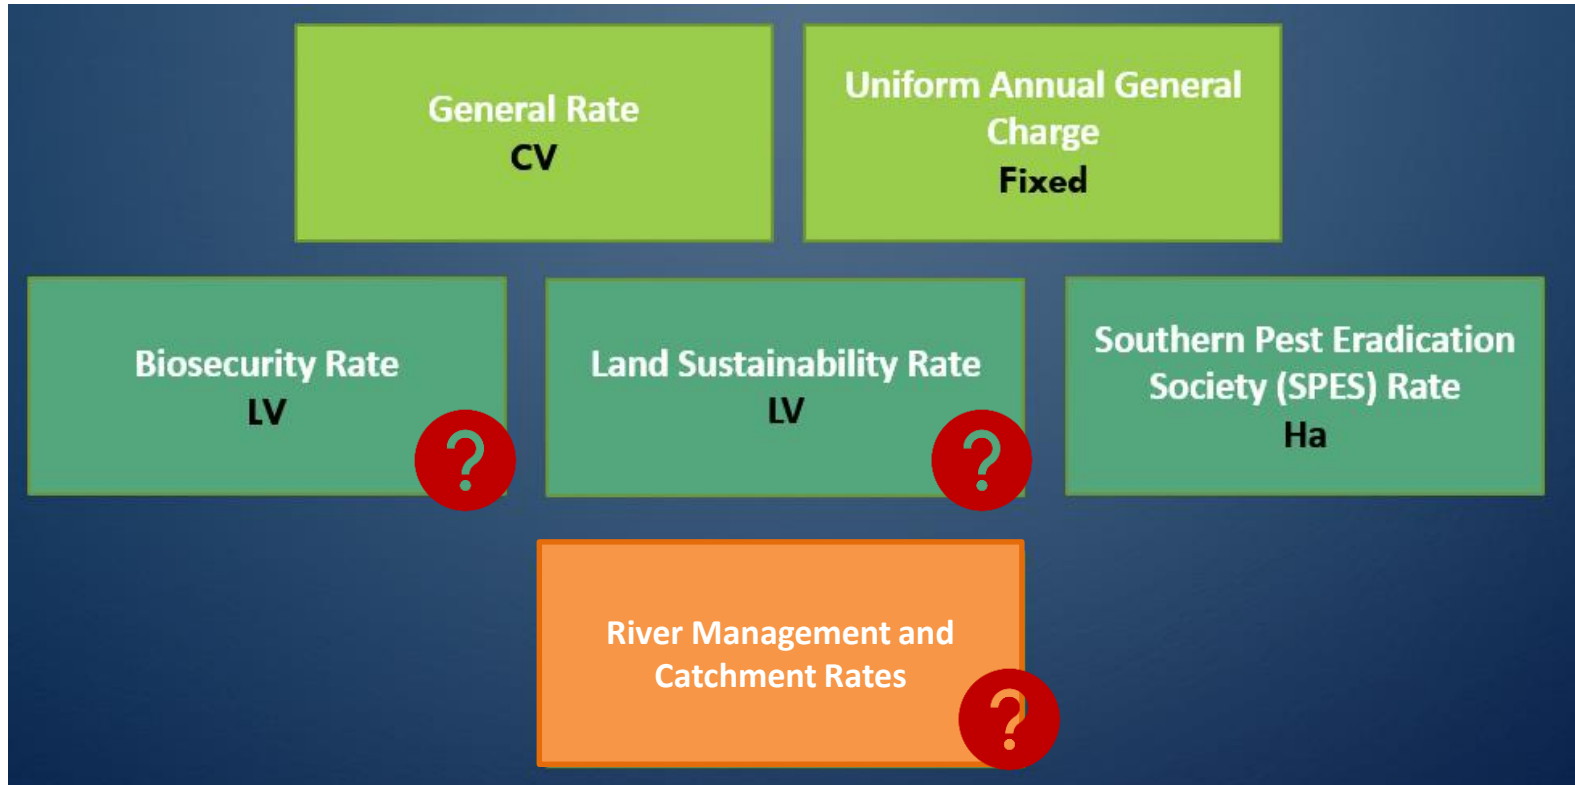 General Rate
CV
Uniform Annual General
Charge
Fixed
Biosecurity Rate
LV
?
Land Sustainability Rate
LV
?
Southern Pest Eradication
Society (SPES) Rate
Ha
River Management and
Catchment Rates
?